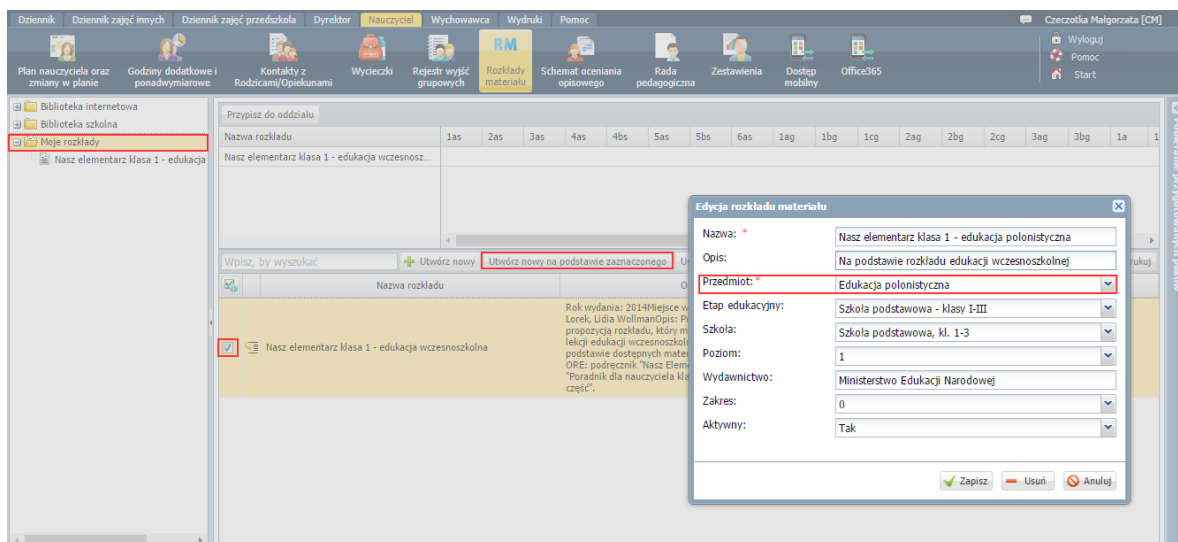 Dziennik Dziennik zajęć innych Dziennik zajęć przedszkola Dyrektor Nauczyciel Wychowawca Wydruki Pomoc Czeczotka Małgorzata [CM]
Plan nauczyciela oraz zmiany w planie
Godziny dodatkowe i ponadwymiarowe
Kontakty z Rodzicami/Opiekunami
Wycieczki
Rejestr wyjść grupowych
RM
Rozkłady materiału
Schemat oceniania opisowego
Rada pedagogiczna
Zestawienia
Dostęp mobilny
Office365
Wyloguj
Pomoc
Start
Biblioteka internetowa
Biblioteka szkolna
Moje rozkłady
Nasz elementarz klasa 1 - edukacja
Przypisz do oddziału
Nazwa rozkładu 1as 2as 3as 4as 4bs 5as 5bs 6as 1ag 1bg 1cg 2ag 2bg 2cg 3ag 3bg 1a 1
Nasz elementarz klasa 1 - edukacja wczesnosz...
Wpisz, by wyszukać Utwórz nowy Utwórz nowy na podstawie zaznaczonego
Nazwa rozkładu
Nasz elementarz klasa 1 - edukacja wczesnoszkolna
Rok wydania: 2014Miejsce w
Lorek, Lidia WollmanOpis: P
propozycją rozkładu, który m
lekcji edukacji wczesnoszkoln
podstawie dostępnych mater
ORE: podręcznik "Nasz Elem
"Poradnik dla nauczyciela kla
część".
Edycja rozkładu materiału
Nazwa: * Nasz elementarz klasa 1 - edukacja polonistyczna
Opis: Na podstawie rozkładu edukacji wczesnoszkolnej
Przedmiot: * Edukacja polonistyczna
Etap edukacyjny: Szkoła podstawowa - klasy I-III
Szkoła: Szkoła podstawowa, kl. 1-3
Poziom: 1
Wydawnictwo: Ministerstwo Edukacji Narodowej
Zakres: 0
Aktywny: Tak
Zapisz Usuń Anuluj